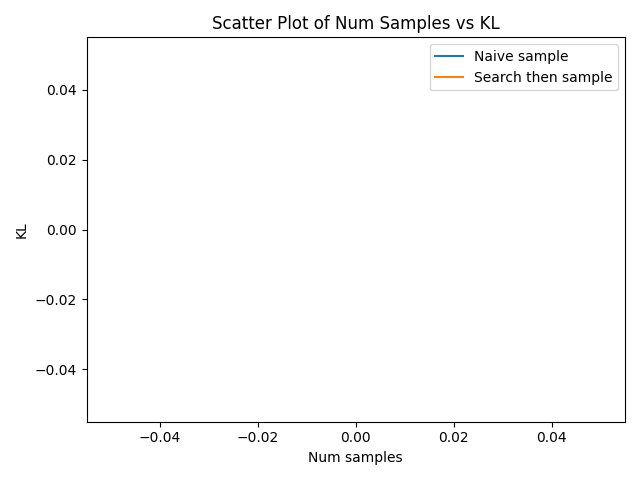 Scatter Plot of Num Samples vs KL
Naive sample
Search then sample
0.04
0.02
0.00
−0.02
−0.04
KL
−0.04
−0.02
0.00
0.02
0.04
Num samples